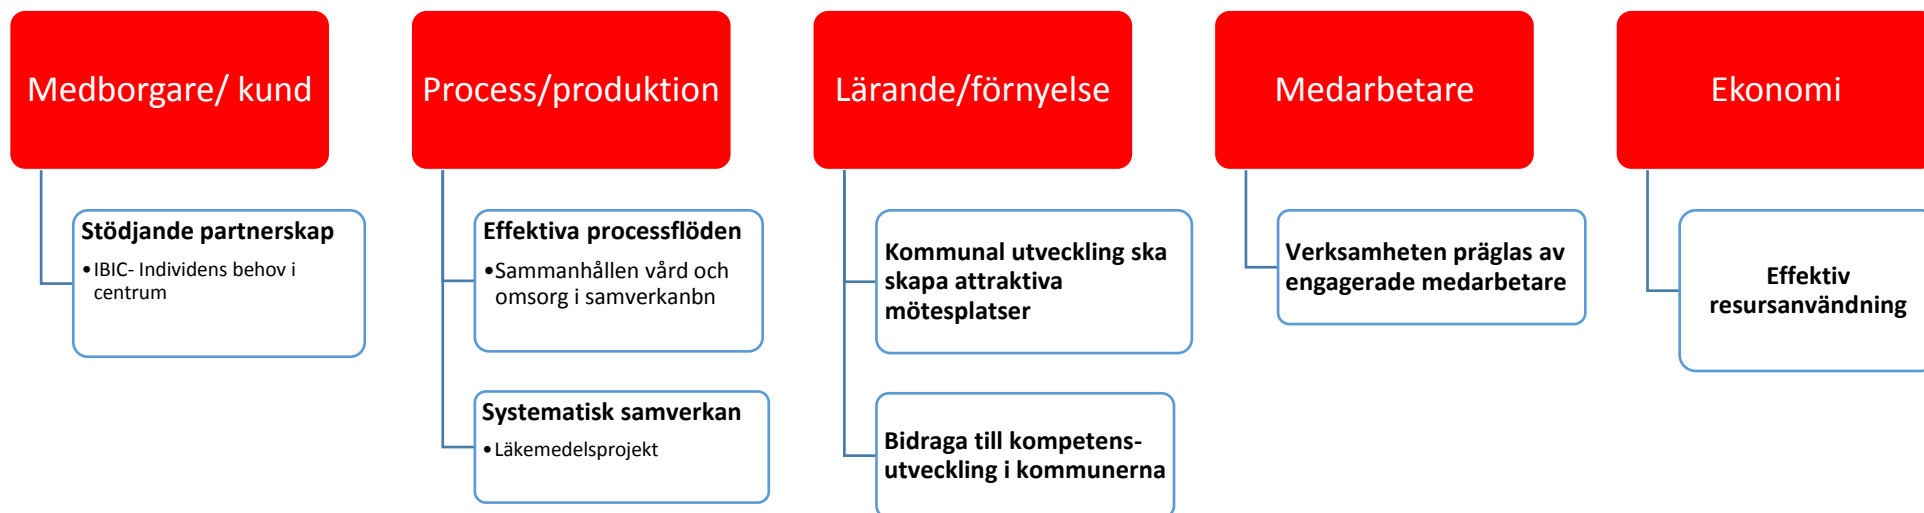 Medborgare/ kund
Stödjande partnerskap
•IBIC- Individens behov i
centrum
Process/produktion
Effektiva processflöden
•Sammanhållen vård och
omsorg i samverkanbn
Systematisk samverkan
•Läkemedelsprojekt
Lärande/förnyelse
Kommunal utveckling ska
skapa attraktiva
mötesplatser
Bidraga till kompetens-
utveckling i kommunerna
Medarbetare
Verksamheten präglas av
engagerade medarbetare
Ekonomi
Effektiv
resursanvändning